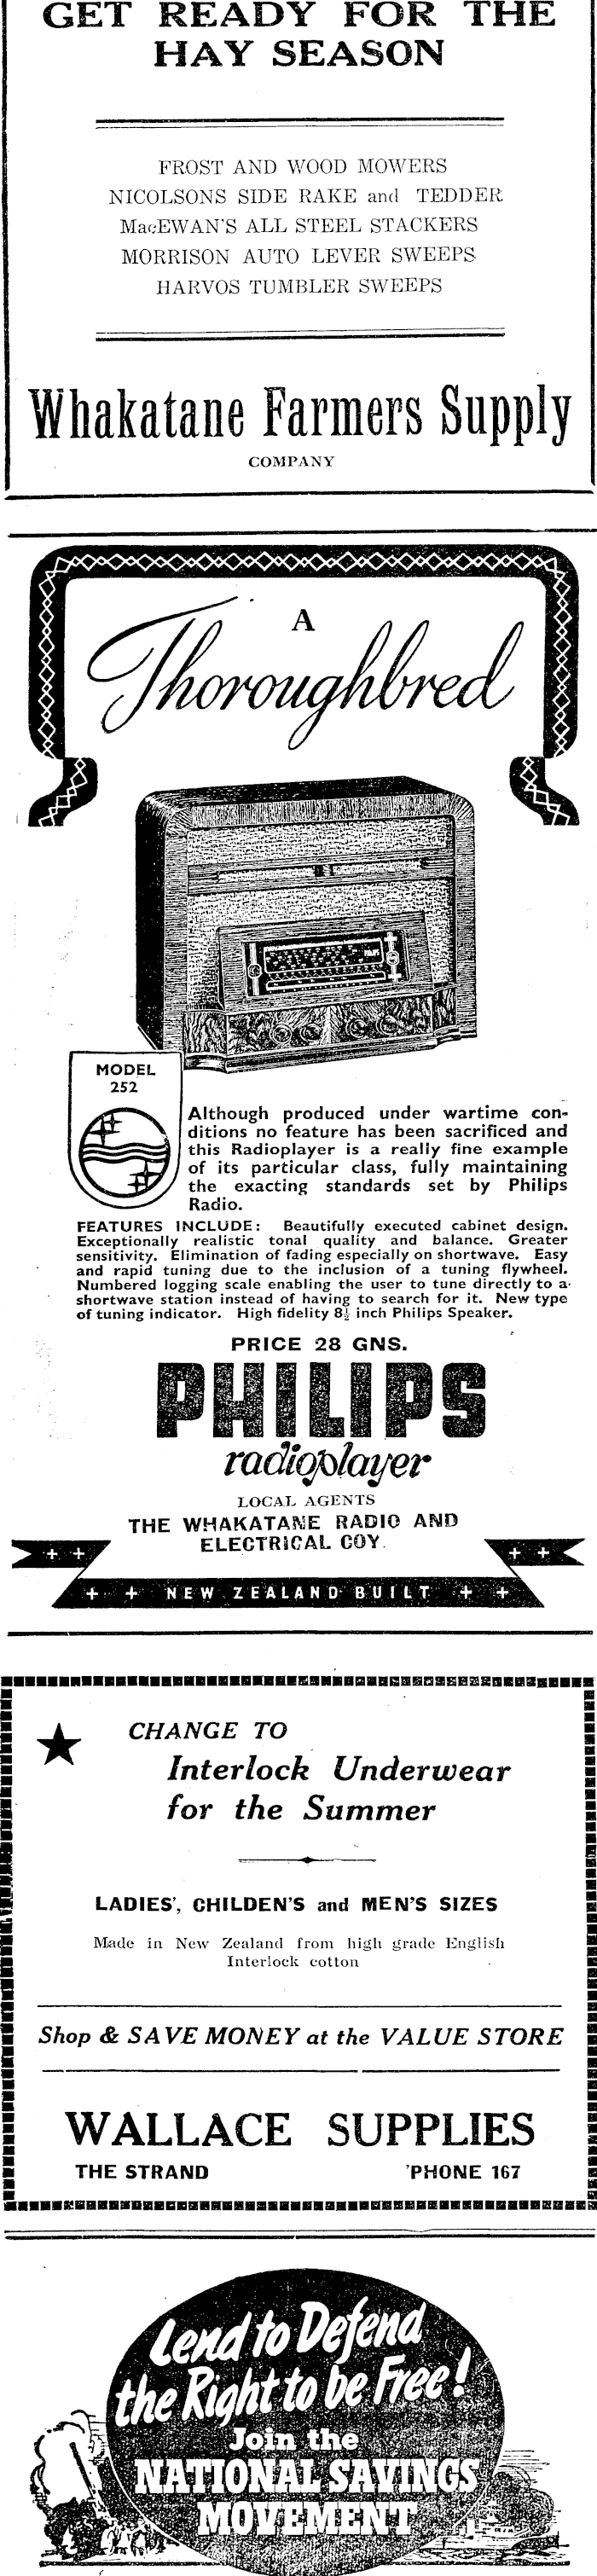 GET READY FOR THE
HAY SEASON
FROST AND WOOD MOWERS
NICOLSONS SIDE RAKE and TEDDER
MacEWAN'S ALL STEEL STACKERS
MORRISON AUTO LEVER SWEEPS
HARVOS TUMBLER SWEEPS
Whakatane Farmers Supply
COMPANY
A
Thoroughbred
MODEL
252
Although produced under wartime con-
ditions no feature has been sacrificed and
this Radioplayer is a really fine example
of its particular class, fully maintaining
the exacting standards set by Philips
Radio.
FEATURES INCLUDE: Beautifully executed cabinet design.
Exceptionally realistic tonal quality and balance. Greater
sensitivity. Elimination of fading especially on shortwave. Easy
and rapid tuning due to the inclusion of a tuning flywheel.
Numbered logging scale enabling the user to tune directly to a
shortwave station instead of having to search for it. New type
of tuning indicator. High fidelity 8½ inch Philips Speaker.
PRICE 28 GNS.
PHILIPS
radioplayer
LOCAL AGENTS
THE WHAKATANE RADIO AND
ELECTRICAL COY.
+ + NEW ZEALAND BUILT + +
CHANGE TO
Interlock Underwear
for the Summer
LADIES', CHILDEN'S and MEN'S SIZES
Made in New Zealand from high grade English
Interlock cotton
Shop & SAVE MONEY at the VALUE STORE
WALLACE SUPPLIES
THE STRAND 'PHONE 167
Lend to Defend
the Right to be Free!
Join the
NATIONAL SAVINGS
MOVEMENT